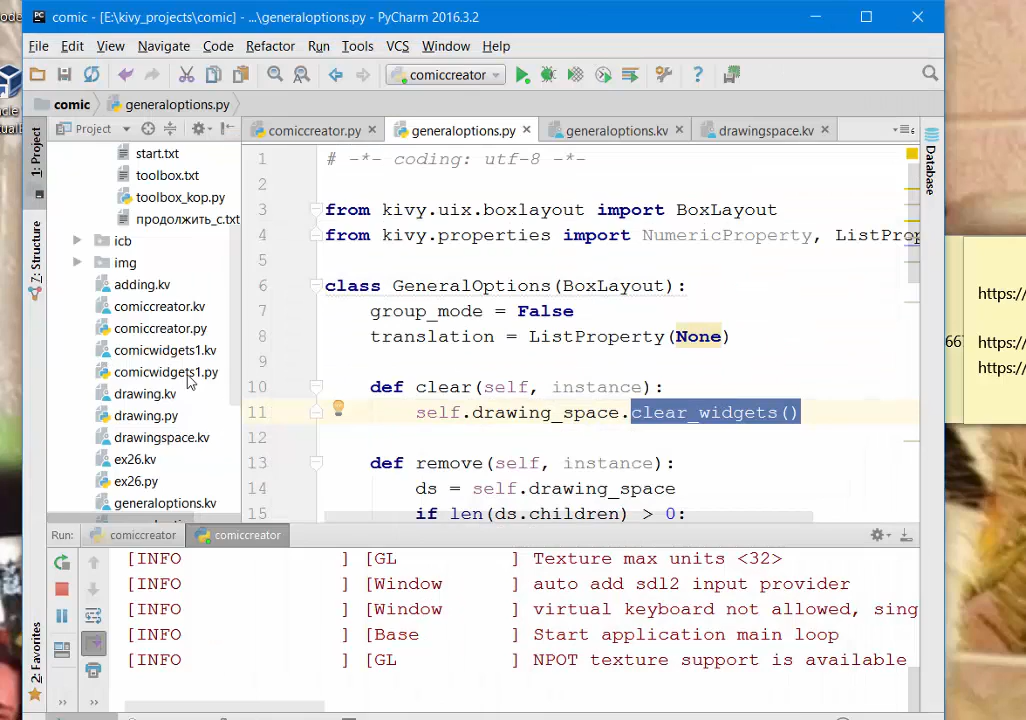 comic - [E:\kivy_projects\comic] - ...\generaloptions.py - PyCharm 2016.3.2
File Edit View Navigate Code Refactor Run Tools VCS Window Help
comiccreator
comic generaloptions.py
Project
comiccreator.py
generaloptions.py
generaloptions.kv
drawingspace.kv
1: Project
7: Structure
Favorites
Database
start.txt
toolbox.txt
toolbox_kop.py
продолжить_с.txt
icb
img
adding.kv
comiccreator.kv
comiccreator.py
comicwidgets1.kv
comicwidgets1.py
drawing.kv
drawing.py
drawingspace.kv
ex26.kv
ex26.py
generaloptions.kv
1 # -*- coding: utf-8 -*-
2
3 from kivy.uix.boxlayout import BoxLayout
4 from kivy.properties import NumericProperty, ListProp
5
6 class GeneralOptions(BoxLayout):
7 group_mode = False
8 translation = ListProperty(None)
9
10 def clear(self, instance):
11 self.drawing_space.clear_widgets()
12
13 def remove(self, instance):
14 ds = self.drawing_space
15 if len(ds.children) > 0:
Run: comiccreator comiccreator
[INFO ] [GL ] Texture max units <32>
[INFO ] [Window ] auto add sdl2 input provider
[INFO ] [Window ] virtual keyboard not allowed, sing
[INFO ] [Base ] Start application main loop
[INFO ] [GL ] NPOT texture support is available
https://
https://
https://